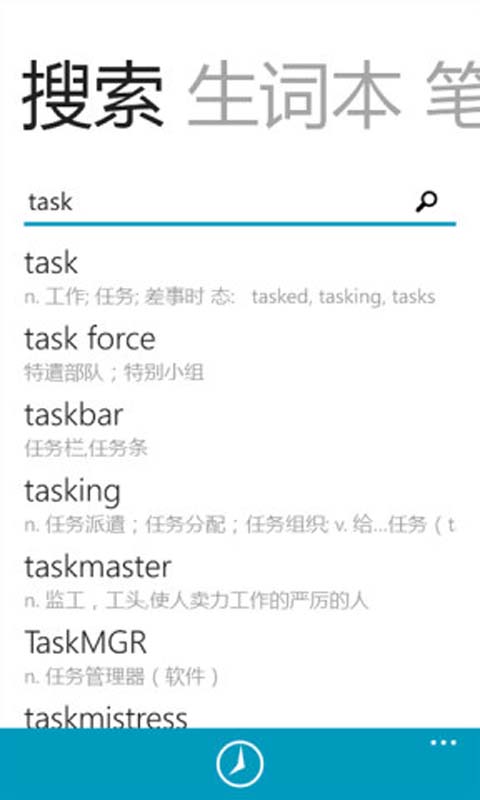 搜索 生词本 笔
task
task
n. 工作; 任务; 差事时 态: tasked, tasking, tasks
task force
特遣部队；特别小组
taskbar
任务栏,任务条
tasking
n. 任务派遣；任务分配；任务组织 v. 给...任务（t
taskmaster
n. 监工，工头,使人卖力工作的严厉的人
TaskMGR
n. 任务管理器（软件）
taskmistress